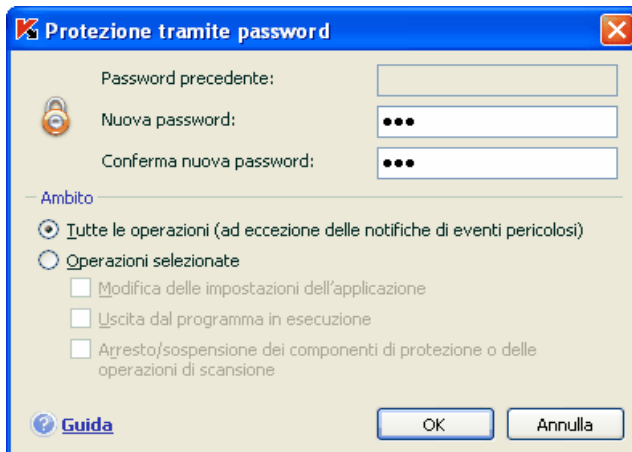 Protezione tramite password
Password precedente:
Nuova password:
Conferma nuova password:
Ambito
Tutte le operazioni (ad eccezione delle notifiche di eventi pericolosi)
Operazioni selezionate
Modifica delle impostazioni dell'applicazione
Uscita dal programma in esecuzione
Arresto/sospensione dei componenti di protezione o delle
operazioni di scansione
Guida
OK
Annulla